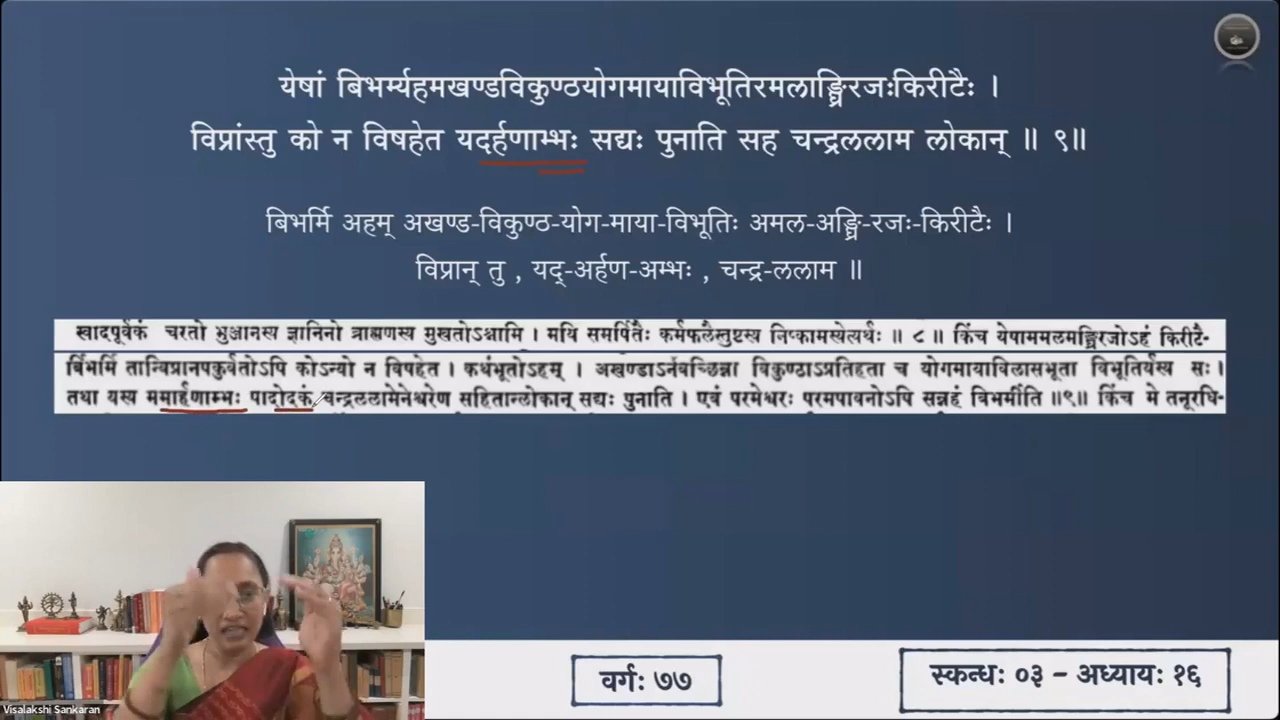 येषां बिभर्म्यहमखण्डविकुण्ठयोगमायाविभूतिरमलाङ्घ्रिरजःकिरीटैः ।
विप्रांस्तु को न विषहेत यदर्हणाम्भः सद्यः पुनाति सह चन्द्रललाम लोकान् ॥ ९॥
बिभर्मि अहम् अखण्ड-विकुण्ठ-योग-माया-विभूतिः अमल-अङ्घ्रि-रजः-किरीटैः ।
विप्रान् तु , यद्-अर्हण-अम्भः , चन्द्र-ललाम ॥
स्वादपूर्वकं चरतो भुञ्जानस्य ज्ञानिनो ब्राह्मणस्य मुखतोऽश्नामि । मयि समर्पितैः कर्मफलैस्तुष्टस्य निष्कामस्येत्यर्थः ॥ ८ ॥ किंच येषाममलमङ्घ्रिरजोऽहं किरीटै-
र्बिभर्मि तान्विप्रानपकुर्वतोऽपि कोऽन्यो न विषहेत । कथंभूतोऽहम् । अखण्डाऽनवच्छिन्ना विकुण्ठाऽप्रतिहता च योगमायाविलासभूता विभूतिर्यस्य सः ।
तथा यस्य ममार्हणाम्भः पादोदकं चन्द्रललामेनेश्वरेण सहितान्लोकान् सद्यः पुनाति । एवं परमेश्वरः परमपावनोऽपि सन्नहं बिभर्मीति ॥९॥ किंच मे तनूरधि-
Visalakshi Sankaran
वर्गः ७७
स्कन्धः ०३ – अध्यायः १६